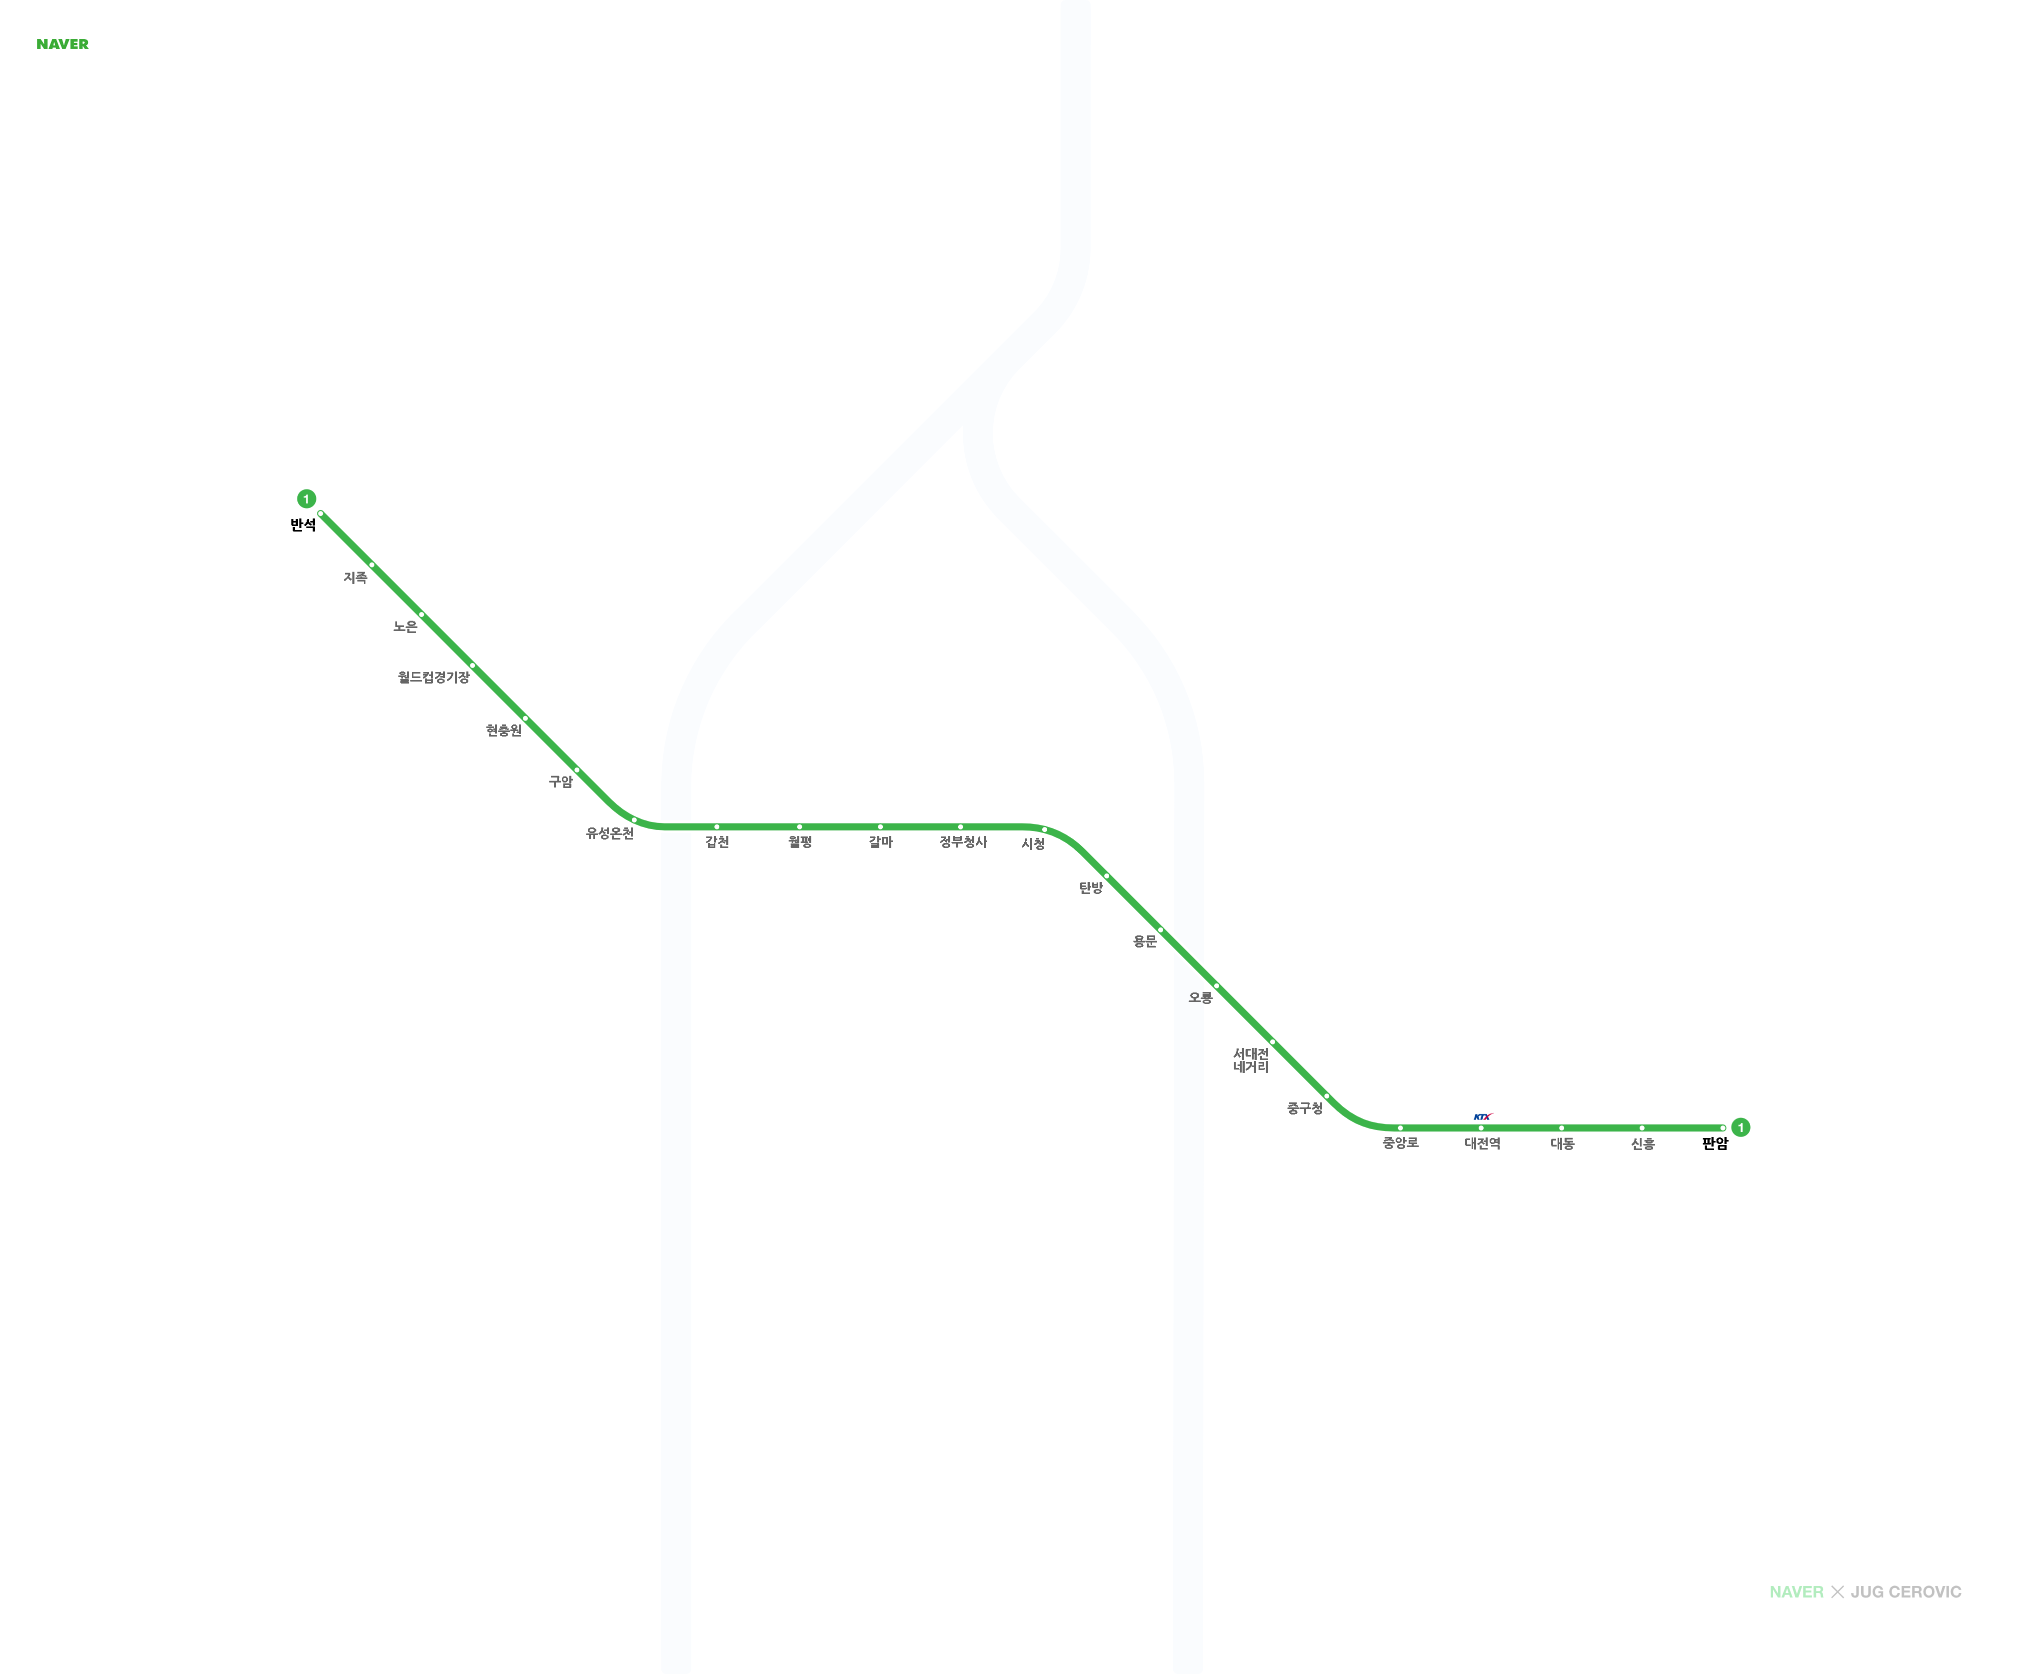 NAVER
1
반석
지족
노은
월드컵경기장
현충원
구암
유성온천
갑천
월평
갈마
정부청사
시청
탄방
용문
오룡
서대전
네거리
중구청
중앙로
KTX
대전역
대동
신흥
판암
1
NAVER × JUG CEROVIC